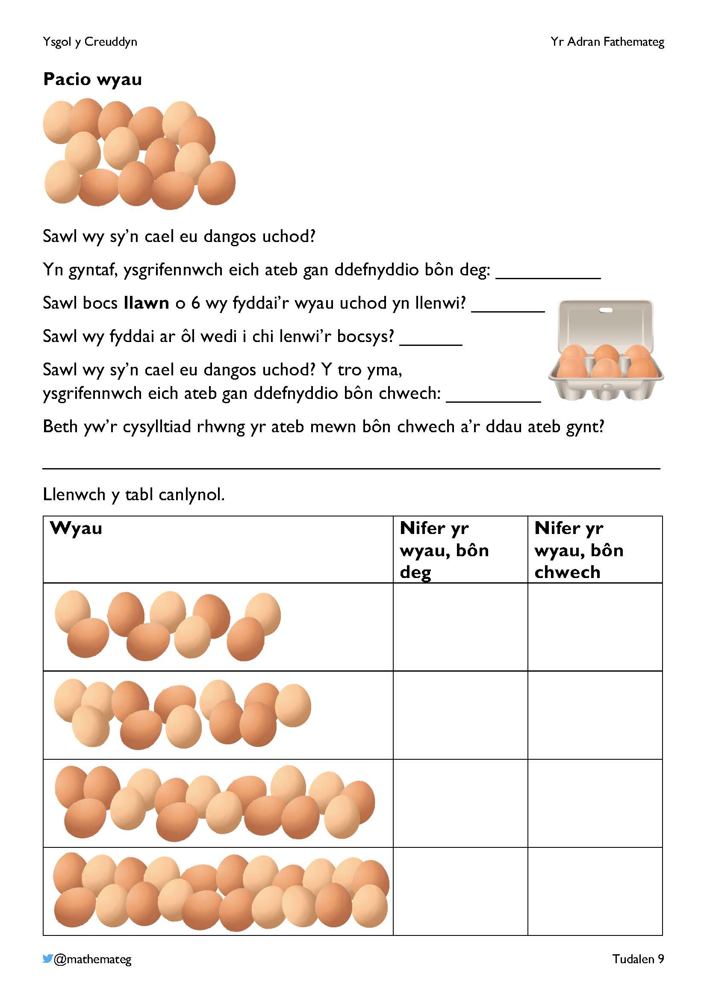 Ysgol y Creuddyn
Yr Adran Fathemateg
Pacio wyau
Sawl wy sy’n cael eu dangos uchod?
Yn gyntaf, ysgrifennwch eich ateb gan ddefnyddio bôn deg: ___________
Sawl bocs llawn o 6 wy fyddai’r wyau uchod yn llenwi? ________
Sawl wy fyddai ar ôl wedi i chi lenwi’r bocsys? _______
Sawl wy sy’n cael eu dangos uchod? Y tro yma,
ysgrifennwch eich ateb gan ddefnyddio bôn chwech: __________
Beth yw’r cysylltiad rhwng yr ateb mewn bôn chwech a’r ddau ateb gynt?
Llenwch y tabl canlynol.
Wyau
Nifer yr
wyau, bôn
deg
Nifer yr
wyau, bôn
chwech
@mathemateg
Tudalen 9